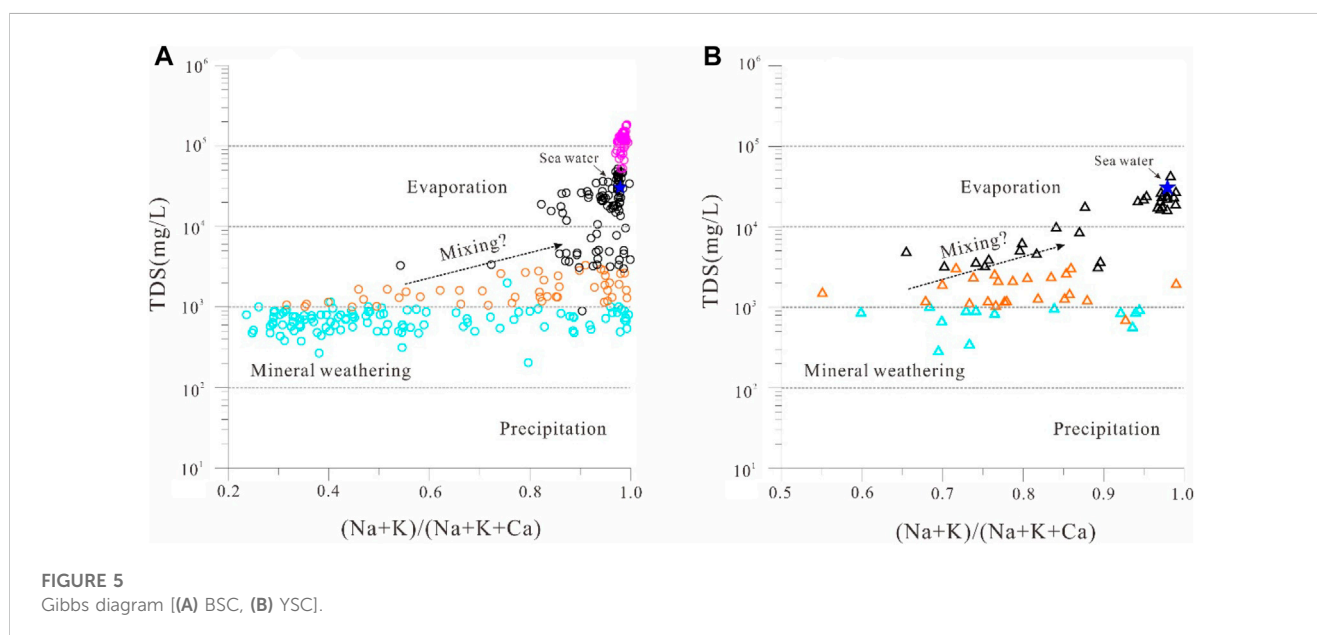 A
B
10⁶
10⁵
10⁴
10³
10²
10¹
TDS(mg/L)
Sea water
Evaporation
Mixing?
Mineral weathering
Precipitation
0.2 0.4 0.6 0.8 1.0
(Na+K)/(Na+K+Ca)
10⁶
10⁵
10⁴
10³
10²
10¹
TDS(mg/L)
Sea water
Evaporation
Mixing?
Mineral weathering
Precipitation
0.5 0.6 0.7 0.8 0.9 1.0
(Na+K)/(Na+K+Ca)
FIGURE 5
Gibbs diagram [(A) BSC, (B) YSC].